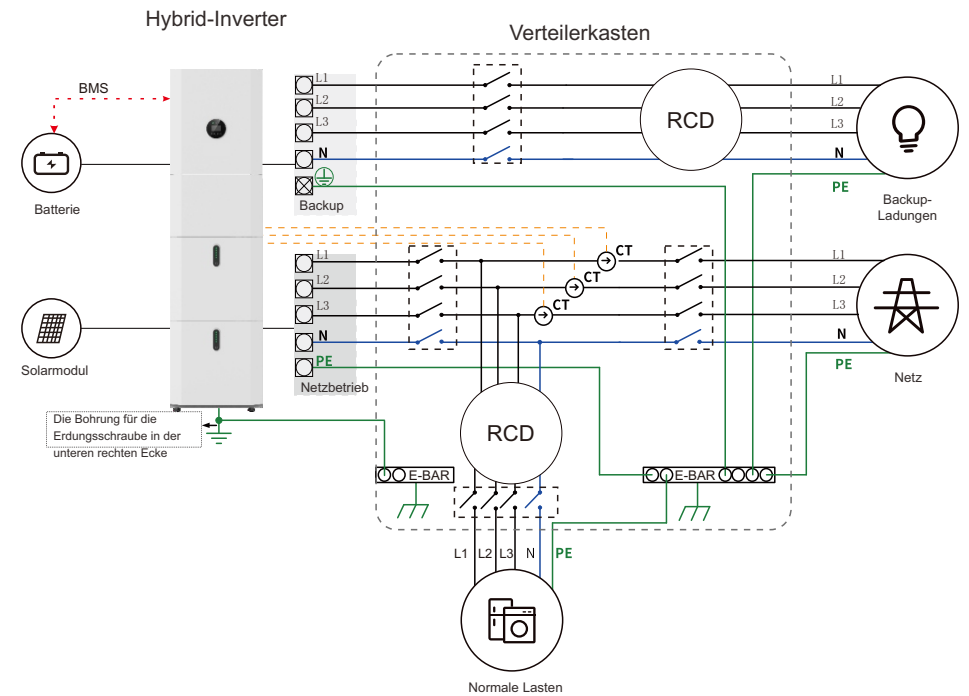 Hybrid-Inverter
Verteilerkasten
BMS
L1
L2
L3
N
Backup
RCD
L1
L2
L3
N
PE
Batterie
Backup-
Ladungen
CT
CT
CT
L1
L2
L3
N
PE
Netzbetrieb
L1
L2
L3
N
PE
Solarmodul
Netz
Die Bohrung für die
Erdungsschraube in der
unteren rechten Ecke
RCD
E-BAR
E-BAR
L1 L2 L3 N PE
Normale Lasten